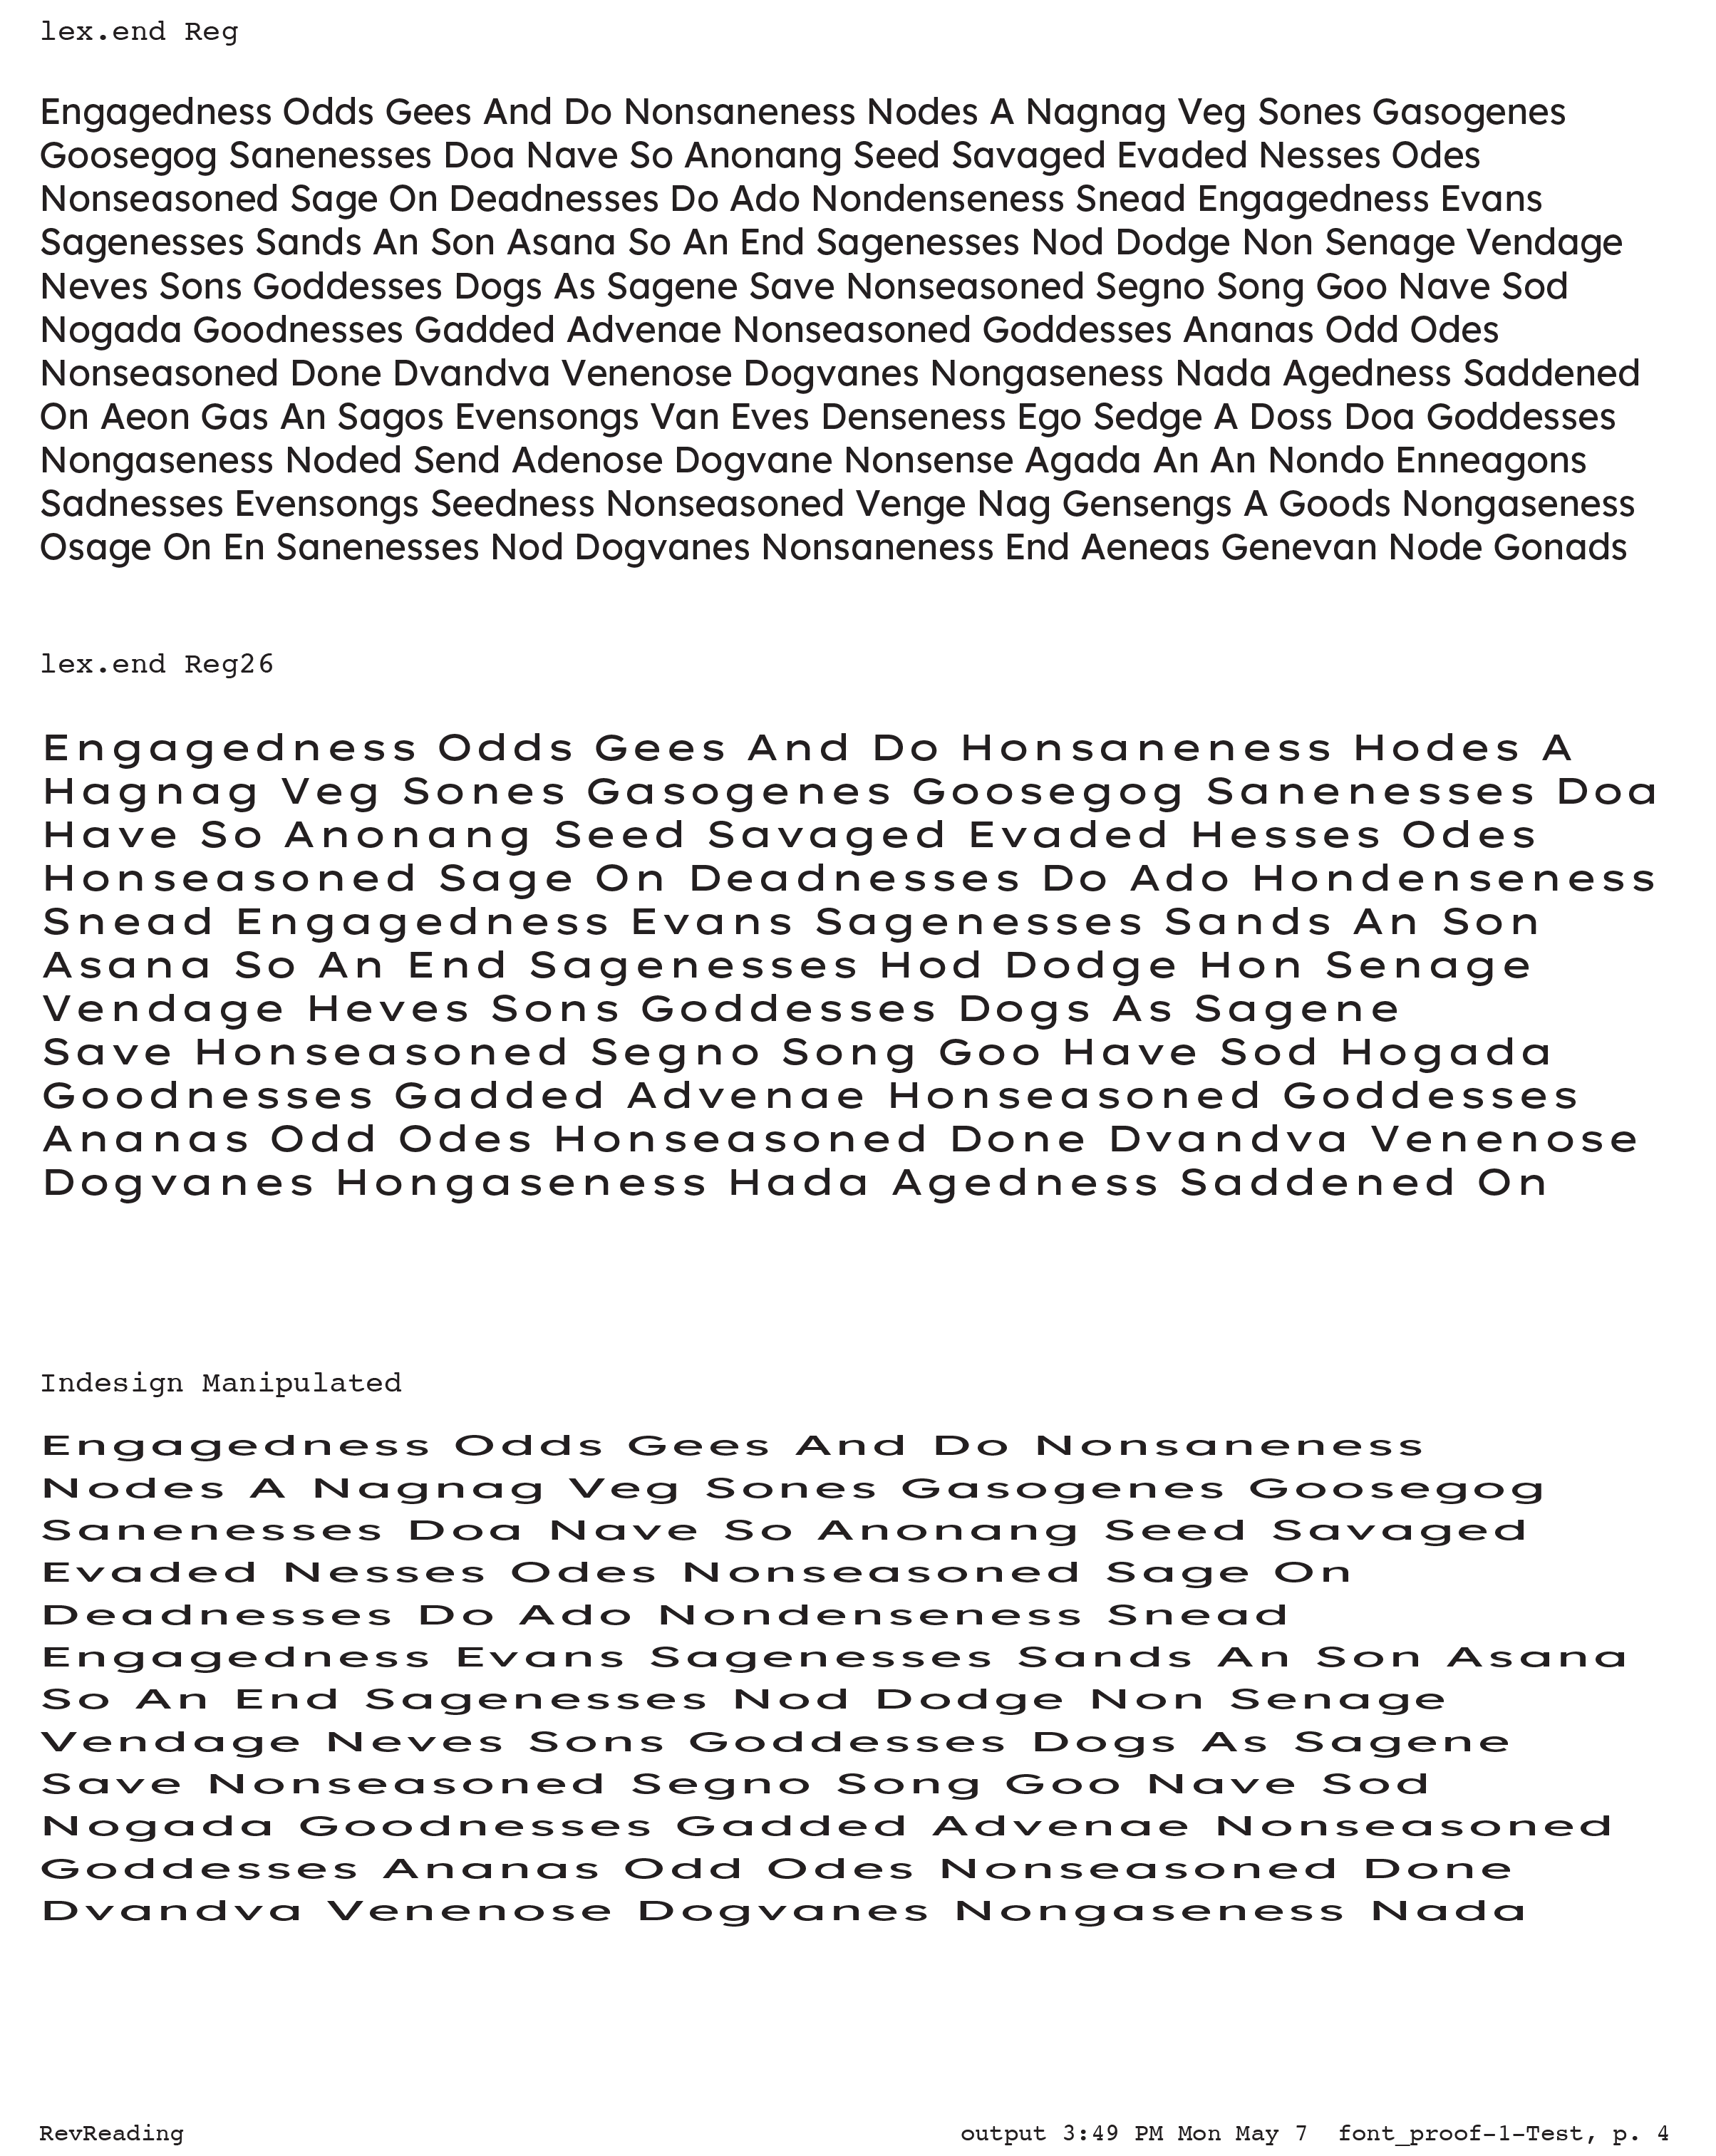 lex.end Reg
Engagedness Odds Gees And Do Nonsaneness Nodes A Nagnag Veg Sones Gasogenes
Goosegog Sanenesses Doa Nave So Anonang Seed Savaged Evaded Nesses Odes
Nonseasoned Sage On Deadnesses Do Ado Nondenseness Snead Engagedness Evans
Sagenesses Sands An Son Asana So An End Sagenesses Nod Dodge Non Senage Vendage
Neves Sons Goddesses Dogs As Sagene Save Nonseasoned Segno Song Goo Nave Sod
Nogada Goodnesses Gadded Advenae Nonseasoned Goddesses Ananas Odd Odes
Nonseasoned Done Dvandva Venenose Dogvanes Nongaseness Nada Agedness Saddened
On Aeon Gas An Sagos Evensongs Van Eves Denseness Ego Sedge A Doss Doa Goddesses
Nongaseness Noded Send Adenose Dogvane Nonsense Agada An An Nondo Enneagons
Sadnesses Evensongs Seedness Nonseasoned Venge Nag Gensengs A Goods Nongaseness
Osage On En Sanenesses Nod Dogvanes Nonsaneness End Aeneas Genevan Node Gonads
lex.end Reg26
Engagedness Odds Gees And Do Honsaneness Hodes A
Hagnag Veg Sones Gasogenes Goosegog Sanenesses Doa
Have So Anonang Seed Savaged Evaded Hesses Odes
Honseasoned Sage On Deadnesses Do Ado Hondenseness
Snead Engagedness Evans Sagenesses Sands An Son
Asana So An End Sagenesses Hod Dodge Hon Senage
Vendage Heves Sons Goddesses Dogs As Sagene
Save Honseasoned Segno Song Goo Have Sod Hogada
Goodnesses Gadded Advenae Honseasoned Goddesses
Ananas Odd Odes Honseasoned Done Dvandva Venenose
Dogvanes Hongaseness Hada Agedness Saddened On
Indesign Manipulated
Engagedness Odds Gees And Do Nonsaneness
Nodes A Nagnag Veg Sones Gasogenes Goosegog
Sanenesses Doa Nave So Anonang Seed Savaged
Evaded Nesses Odes Nonseasoned Sage On
Deadnesses Do Ado Nondenseness Snead
Engagedness Evans Sagenesses Sands An Son Asana
So An End Sagenesses Nod Dodge Non Senage
Vendage Neves Sons Goddesses Dogs As Sagene
Save Nonseasoned Segno Song Goo Nave Sod
Nogada Goodnesses Gadded Advenae Nonseasoned
Goddesses Ananas Odd Odes Nonseasoned Done
Dvandva Venenose Dogvanes Nongaseness Nada
RevReading output 3:49 PM Mon May 7 font_proof-1-Test, p. 4